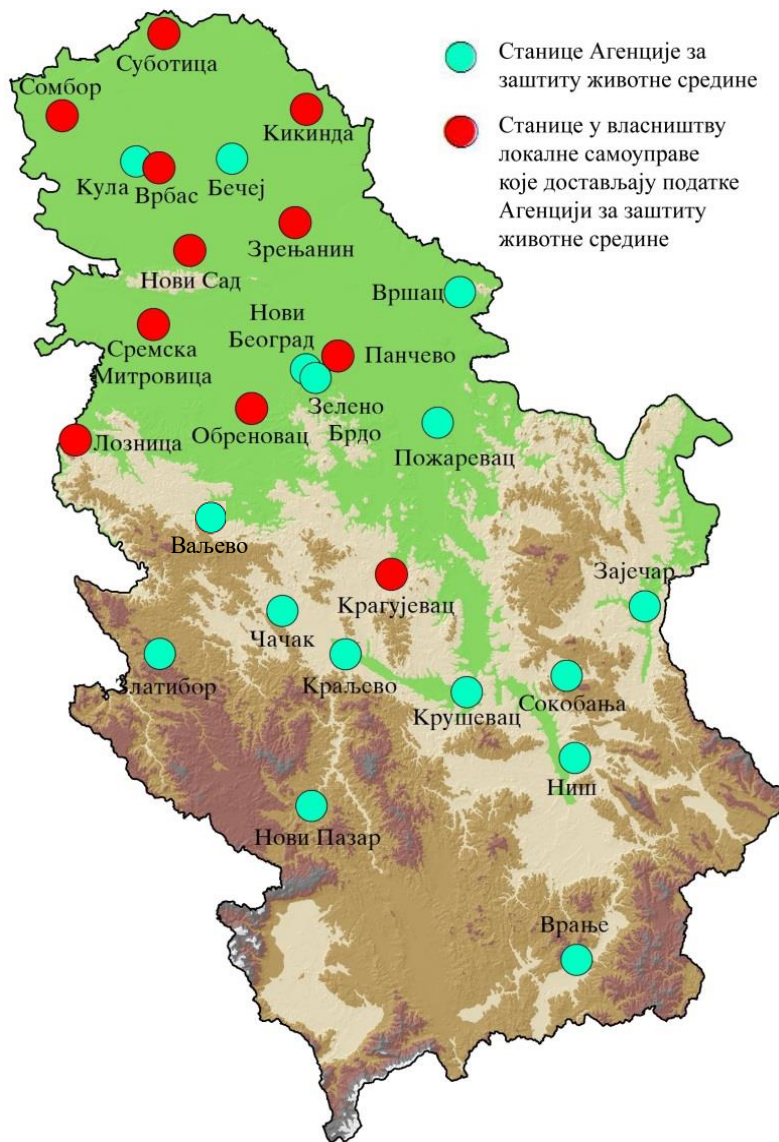 Суботица
Станице Агенције за
заштиту животне средине
Сомбор
Кикинда
Станице у власништву
локалне самоуправе
које достављају податке
Агенцији за заштиту
животне средине
Кула
Врбас
Бечеј
Зрењанин
Нови Сад
Вршац
Нови
Београд
Сремска
Митровица
Панчево
Зелено
Брдо
Обреновац
Лозница
Пожаревац
Ваљево
Зајечар
Крагујевац
Чачак
Златибор
Краљево
Крушевац
Сокобања
Ниш
Нови Пазар
Врање